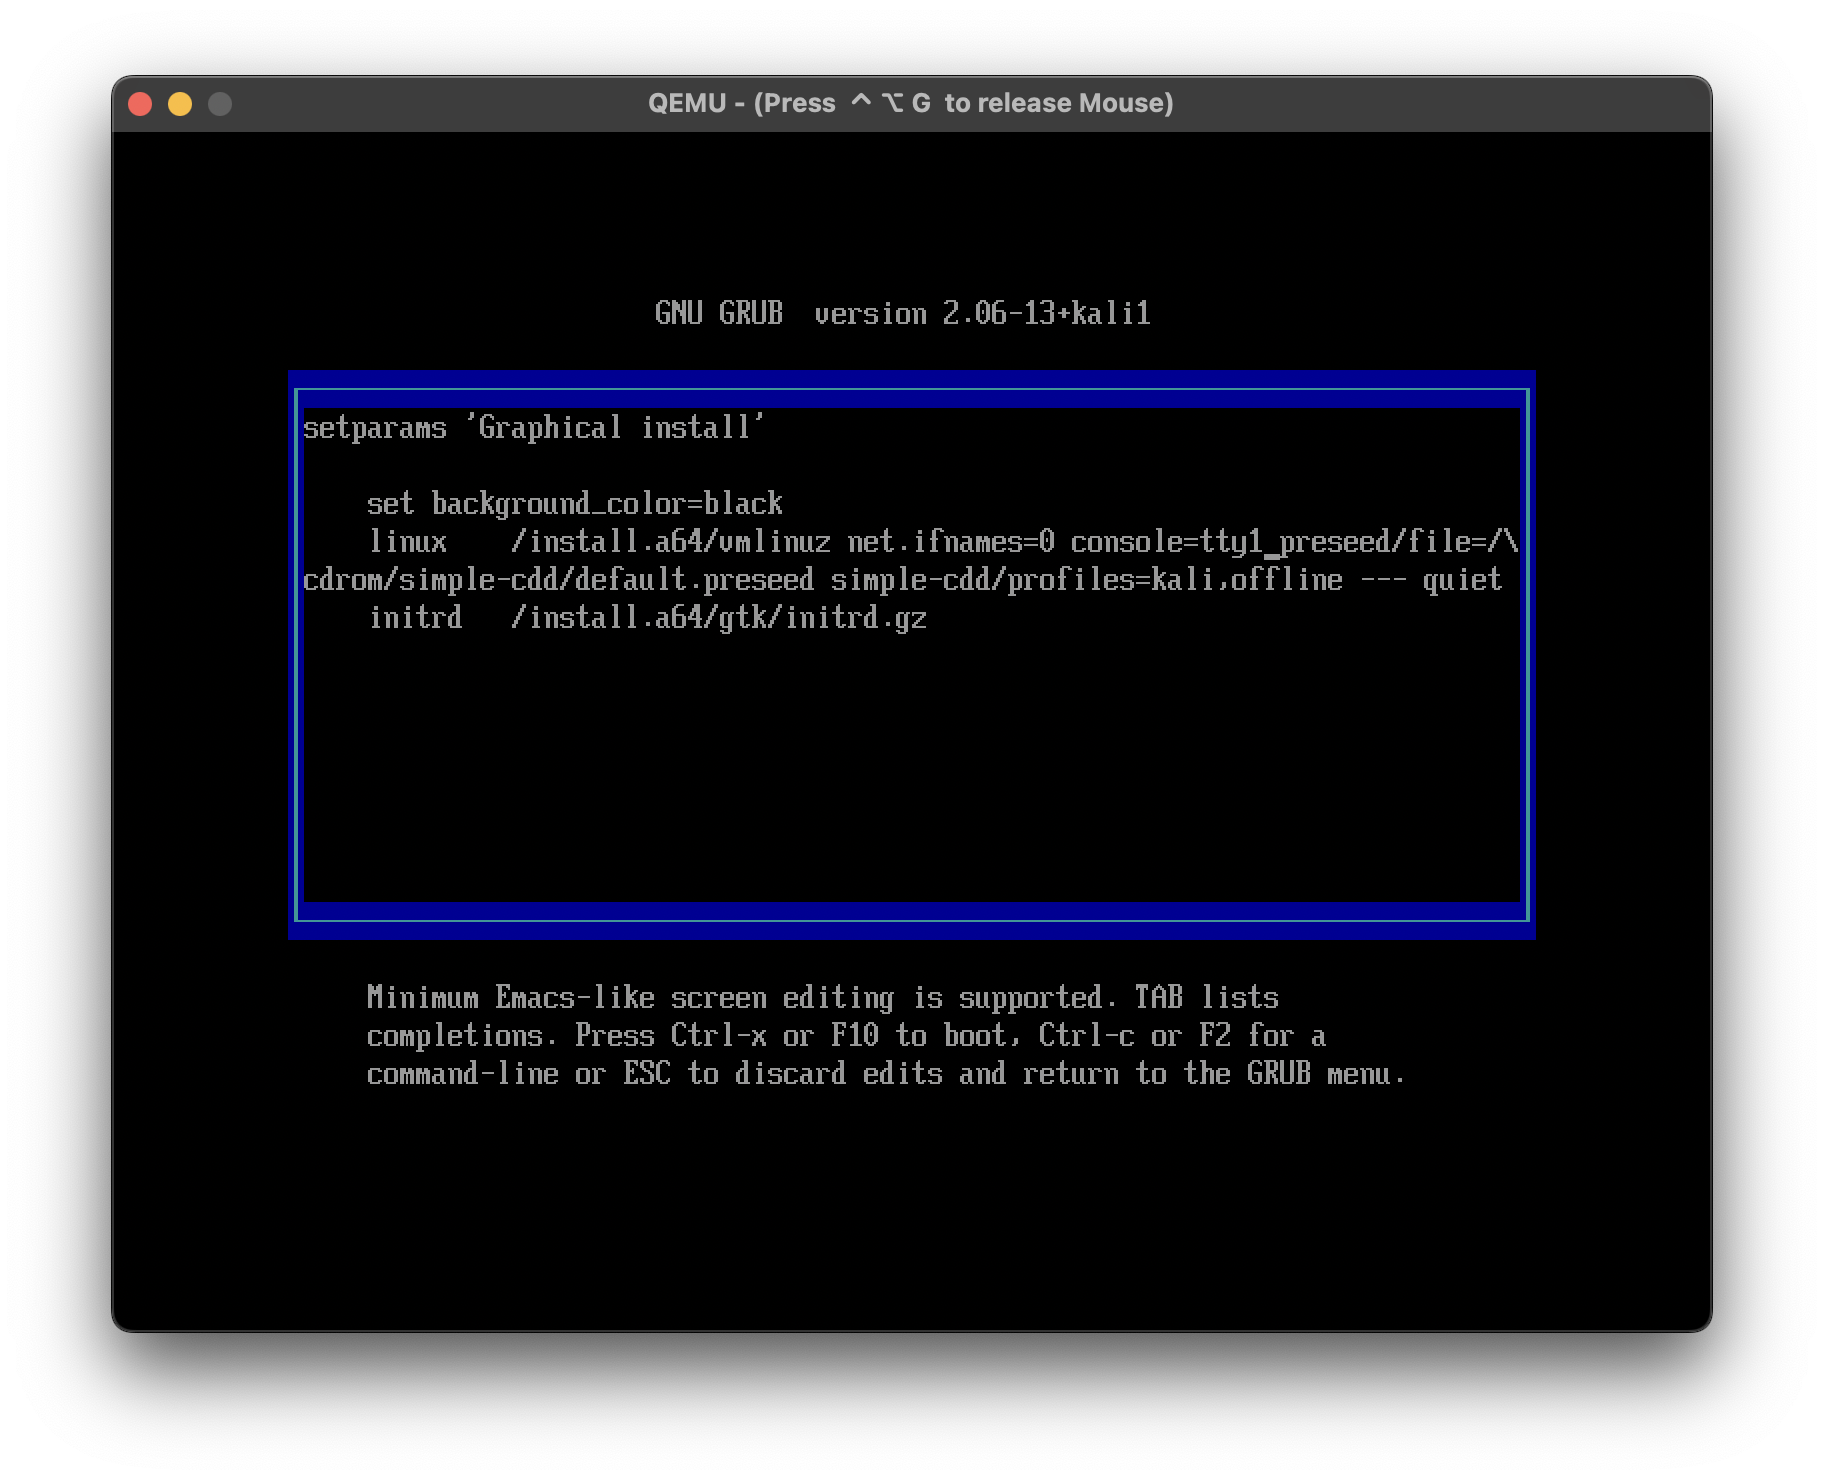 QEMU - (Press ⌃ ⌥ G to release Mouse)
GNU GRUB  version 2.06-13+kali1
setparams 'Graphical install'
set background_color=black
linux    /install.a64/vmlinuz net.ifnames=0 console=tty1 preseed/file=/\
cdrom/simple-cdd/default.preseed simple-cdd/profiles=kali,offline --- quiet
initrd   /install.a64/gtk/initrd.gz
Minimum Emacs-like screen editing is supported. TAB lists
completions. Press Ctrl-x or F10 to boot, Ctrl-c or F2 for a
command-line or ESC to discard edits and return to the GRUB menu.